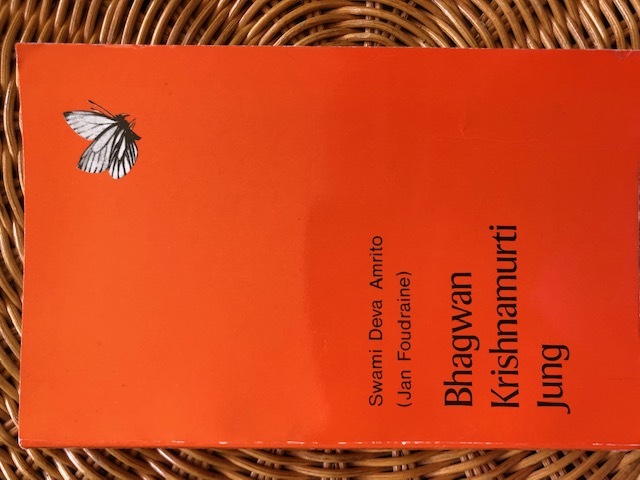 Swami Deva Amrito
(Jan Foudraine)
Bhagwan
Krishnamurti
Jung